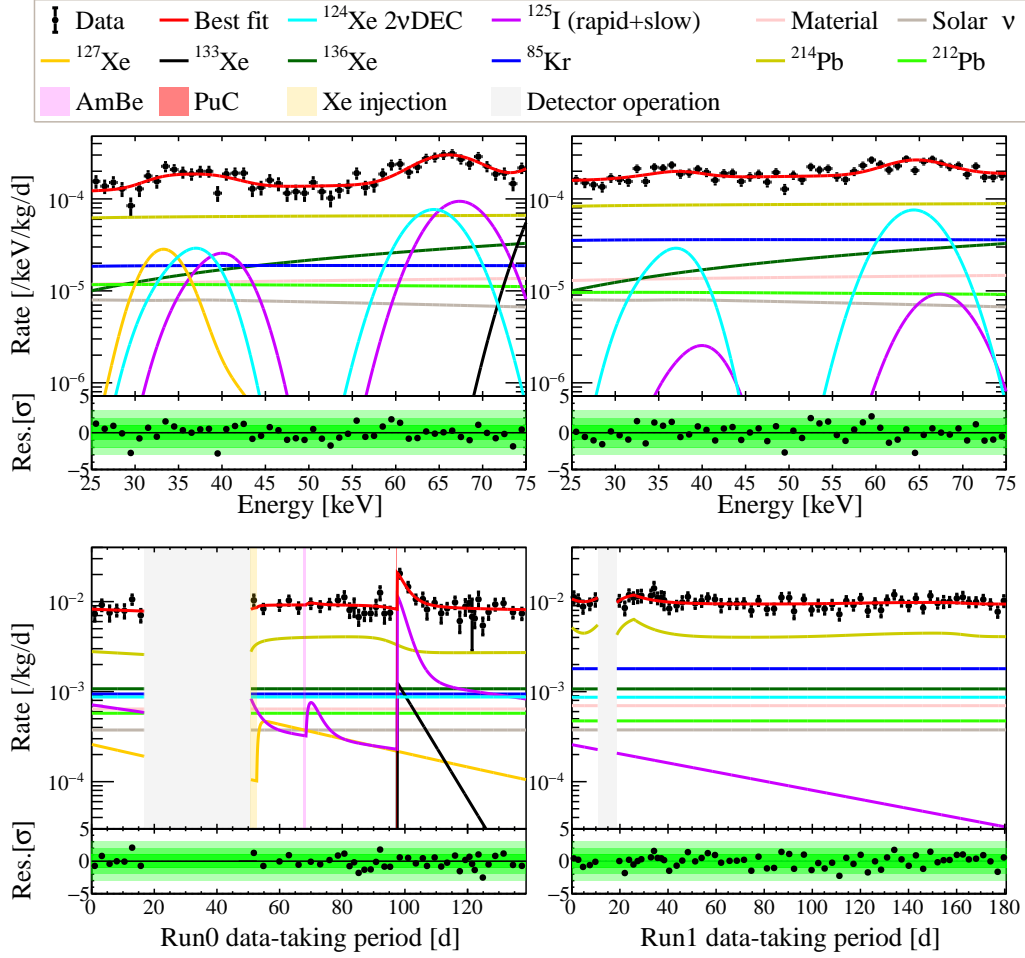 Data Best fit ¹²⁴Xe 2νDEC ¹²⁵I (rapid+slow) Material Solar ν
¹²⁷Xe ¹³³Xe ¹³⁶Xe ⁸⁵Kr ²¹⁴Pb ²¹²Pb
AmBe PuC Xe injection Detector operation
Rate [/keV/kg/d]
10⁻⁴ 10⁻⁴
10⁻⁵ 10⁻⁵
10⁻⁶ 10⁻⁶
Res.[σ]
5 5
0 0
−5 −5
25 30 35 40 45 50 55 60 65 70 75 25 30 35 40 45 50 55 60 65 70 75
Energy [keV] Energy [keV]
Rate [/kg/d]
10⁻² 10⁻²
10⁻³ 10⁻³
10⁻⁴ 10⁻⁴
Res.[σ]
5 5
0 0
−5 −5
0 20 40 60 80 100 120 0 20 40 60 80 100 120 140 160 180
Run0 data-taking period [d] Run1 data-taking period [d]